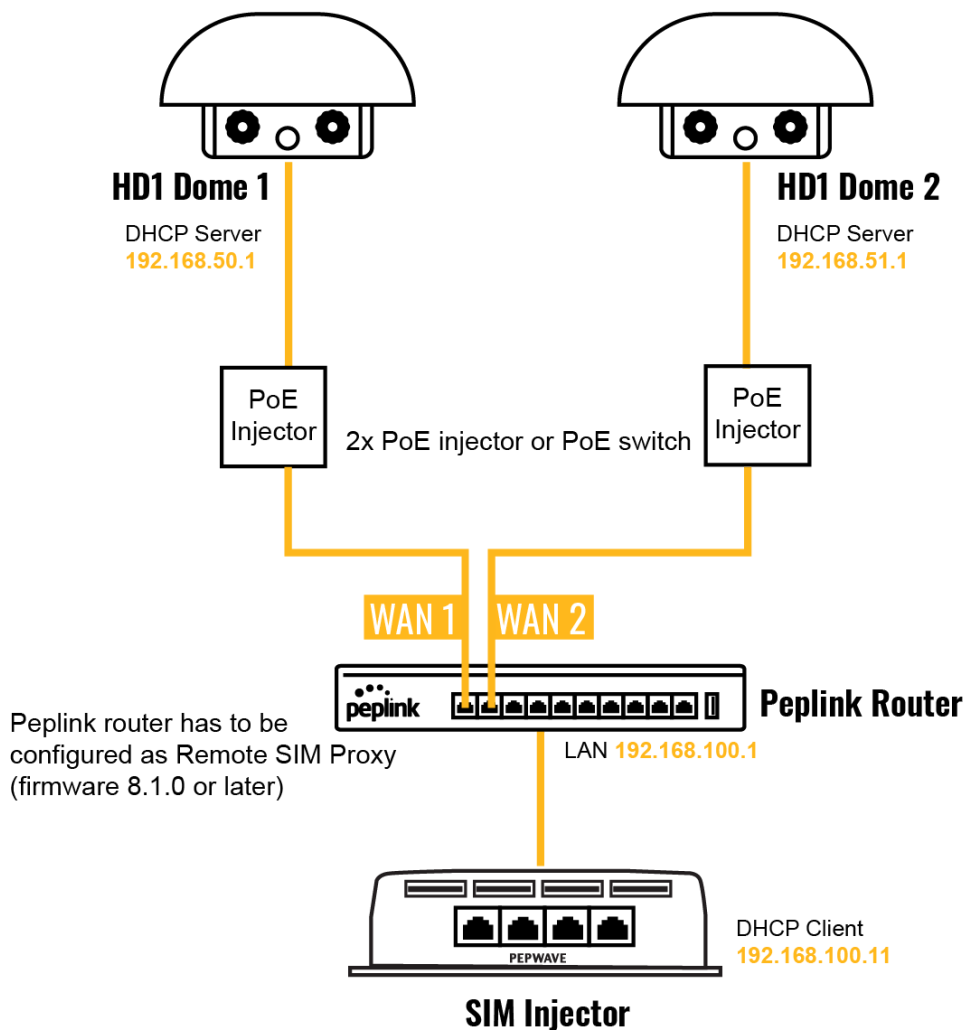 HD1 Dome 1
DHCP Server
192.168.50.1
HD1 Dome 2
DHCP Server
192.168.51.1
PoE
Injector
2x PoE injector or PoE switch
PoE
Injector
WAN 1
WAN 2
peplink
Peplink Router
Peplink router has to be
configured as Remote SIM Proxy
(firmware 8.1.0 or later)
LAN 192.168.100.1
PEPWAVE
DHCP Client
192.168.100.11
SIM Injector